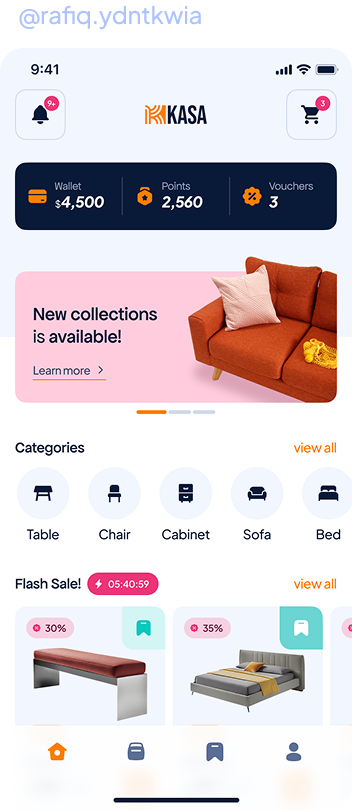 @rafiq.ydntkwia
9:41
9+
KASA
3
Wallet
$4,500
Points
2,560
Vouchers
3
New collections
is available!
Learn more
Categories
view all
Table
Chair
Cabinet
Sofa
Bed
Flash Sale!
05:40:59
view all
30%
35%